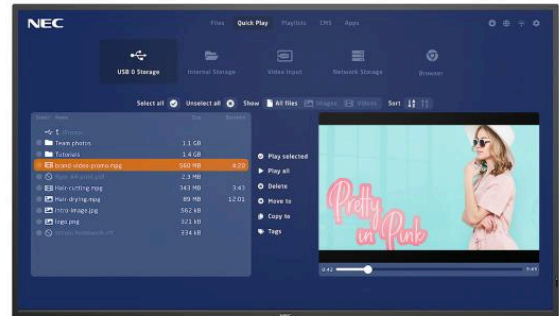 NEC
Files Quick Play Playlists CMS Apps
USB 0 Storage Internal Storage Video Input Network Storage Browser
Select all Unselect all Show All files Images Videos Sort
Name Size
Team photos 1.1 GB
Tutorials 1.4 GB
brand-video-promo.mpg 560 MB 4:20
2.3 MB
Hair-cutting.mpg 343 MB 3:43
Hair-drying.mpg 89 MB 12:01
intro-image.jpg 562 kB
logo.png 321 kB
334 kB
Play selected
Play all
Delete
Move to
Copy to
Tags
Pretty
in Pink
0:42
NEC